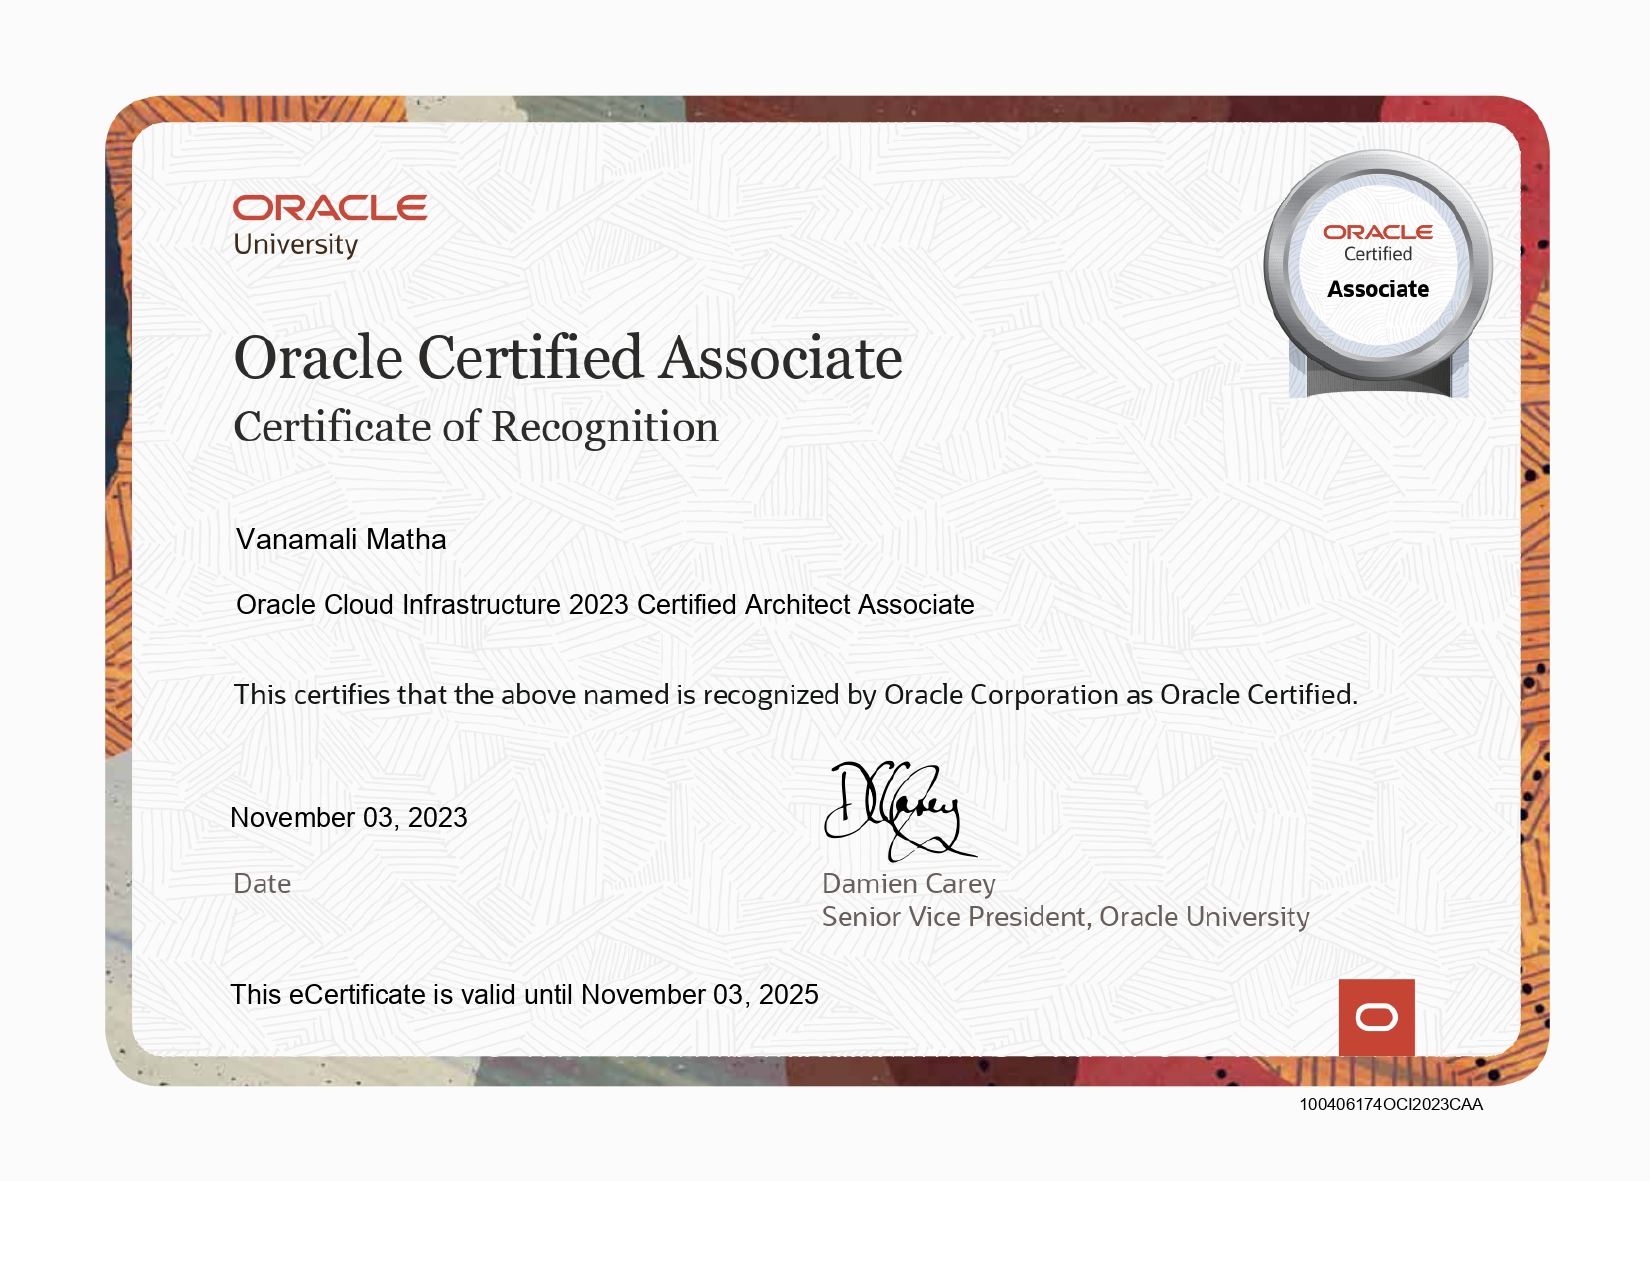 ORACLE
University
ORACLE
Certified
Associate
Oracle Certified Associate
Certificate of Recognition
Vanamali Matha
Oracle Cloud Infrastructure 2023 Certified Architect Associate
This certifies that the above named is recognized by Oracle Corporation as Oracle Certified.
November 03, 2023
DCarey
Date
Damien Carey
Senior Vice President, Oracle University
This eCertificate is valid until November 03, 2025
100406174OCI2023CAA